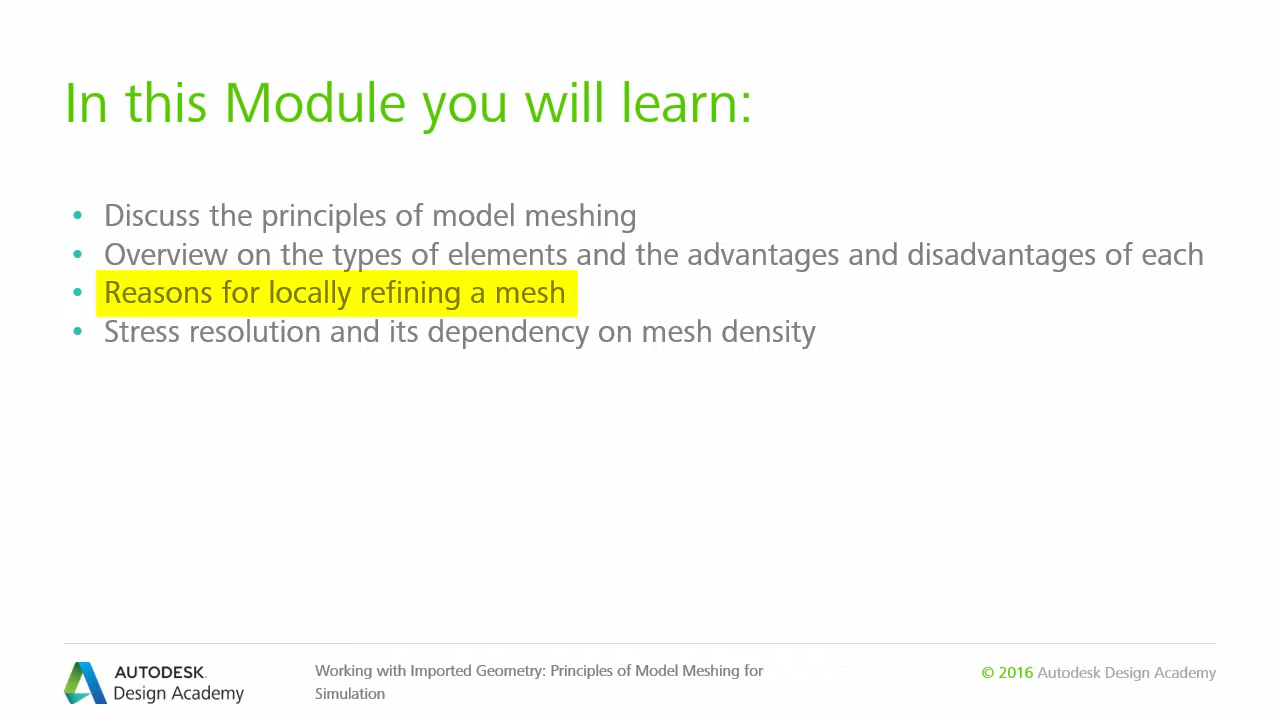 In this Module you will learn:
• Discuss the principles of model meshing
• Overview on the types of elements and the advantages and disadvantages of each
• Reasons for locally refining a mesh
• Stress resolution and its dependency on mesh density
AUTODESK.
Design Academy
Working with Imported Geometry: Principles of Model Meshing for
Simulation
© 2016 Autodesk Design Academy